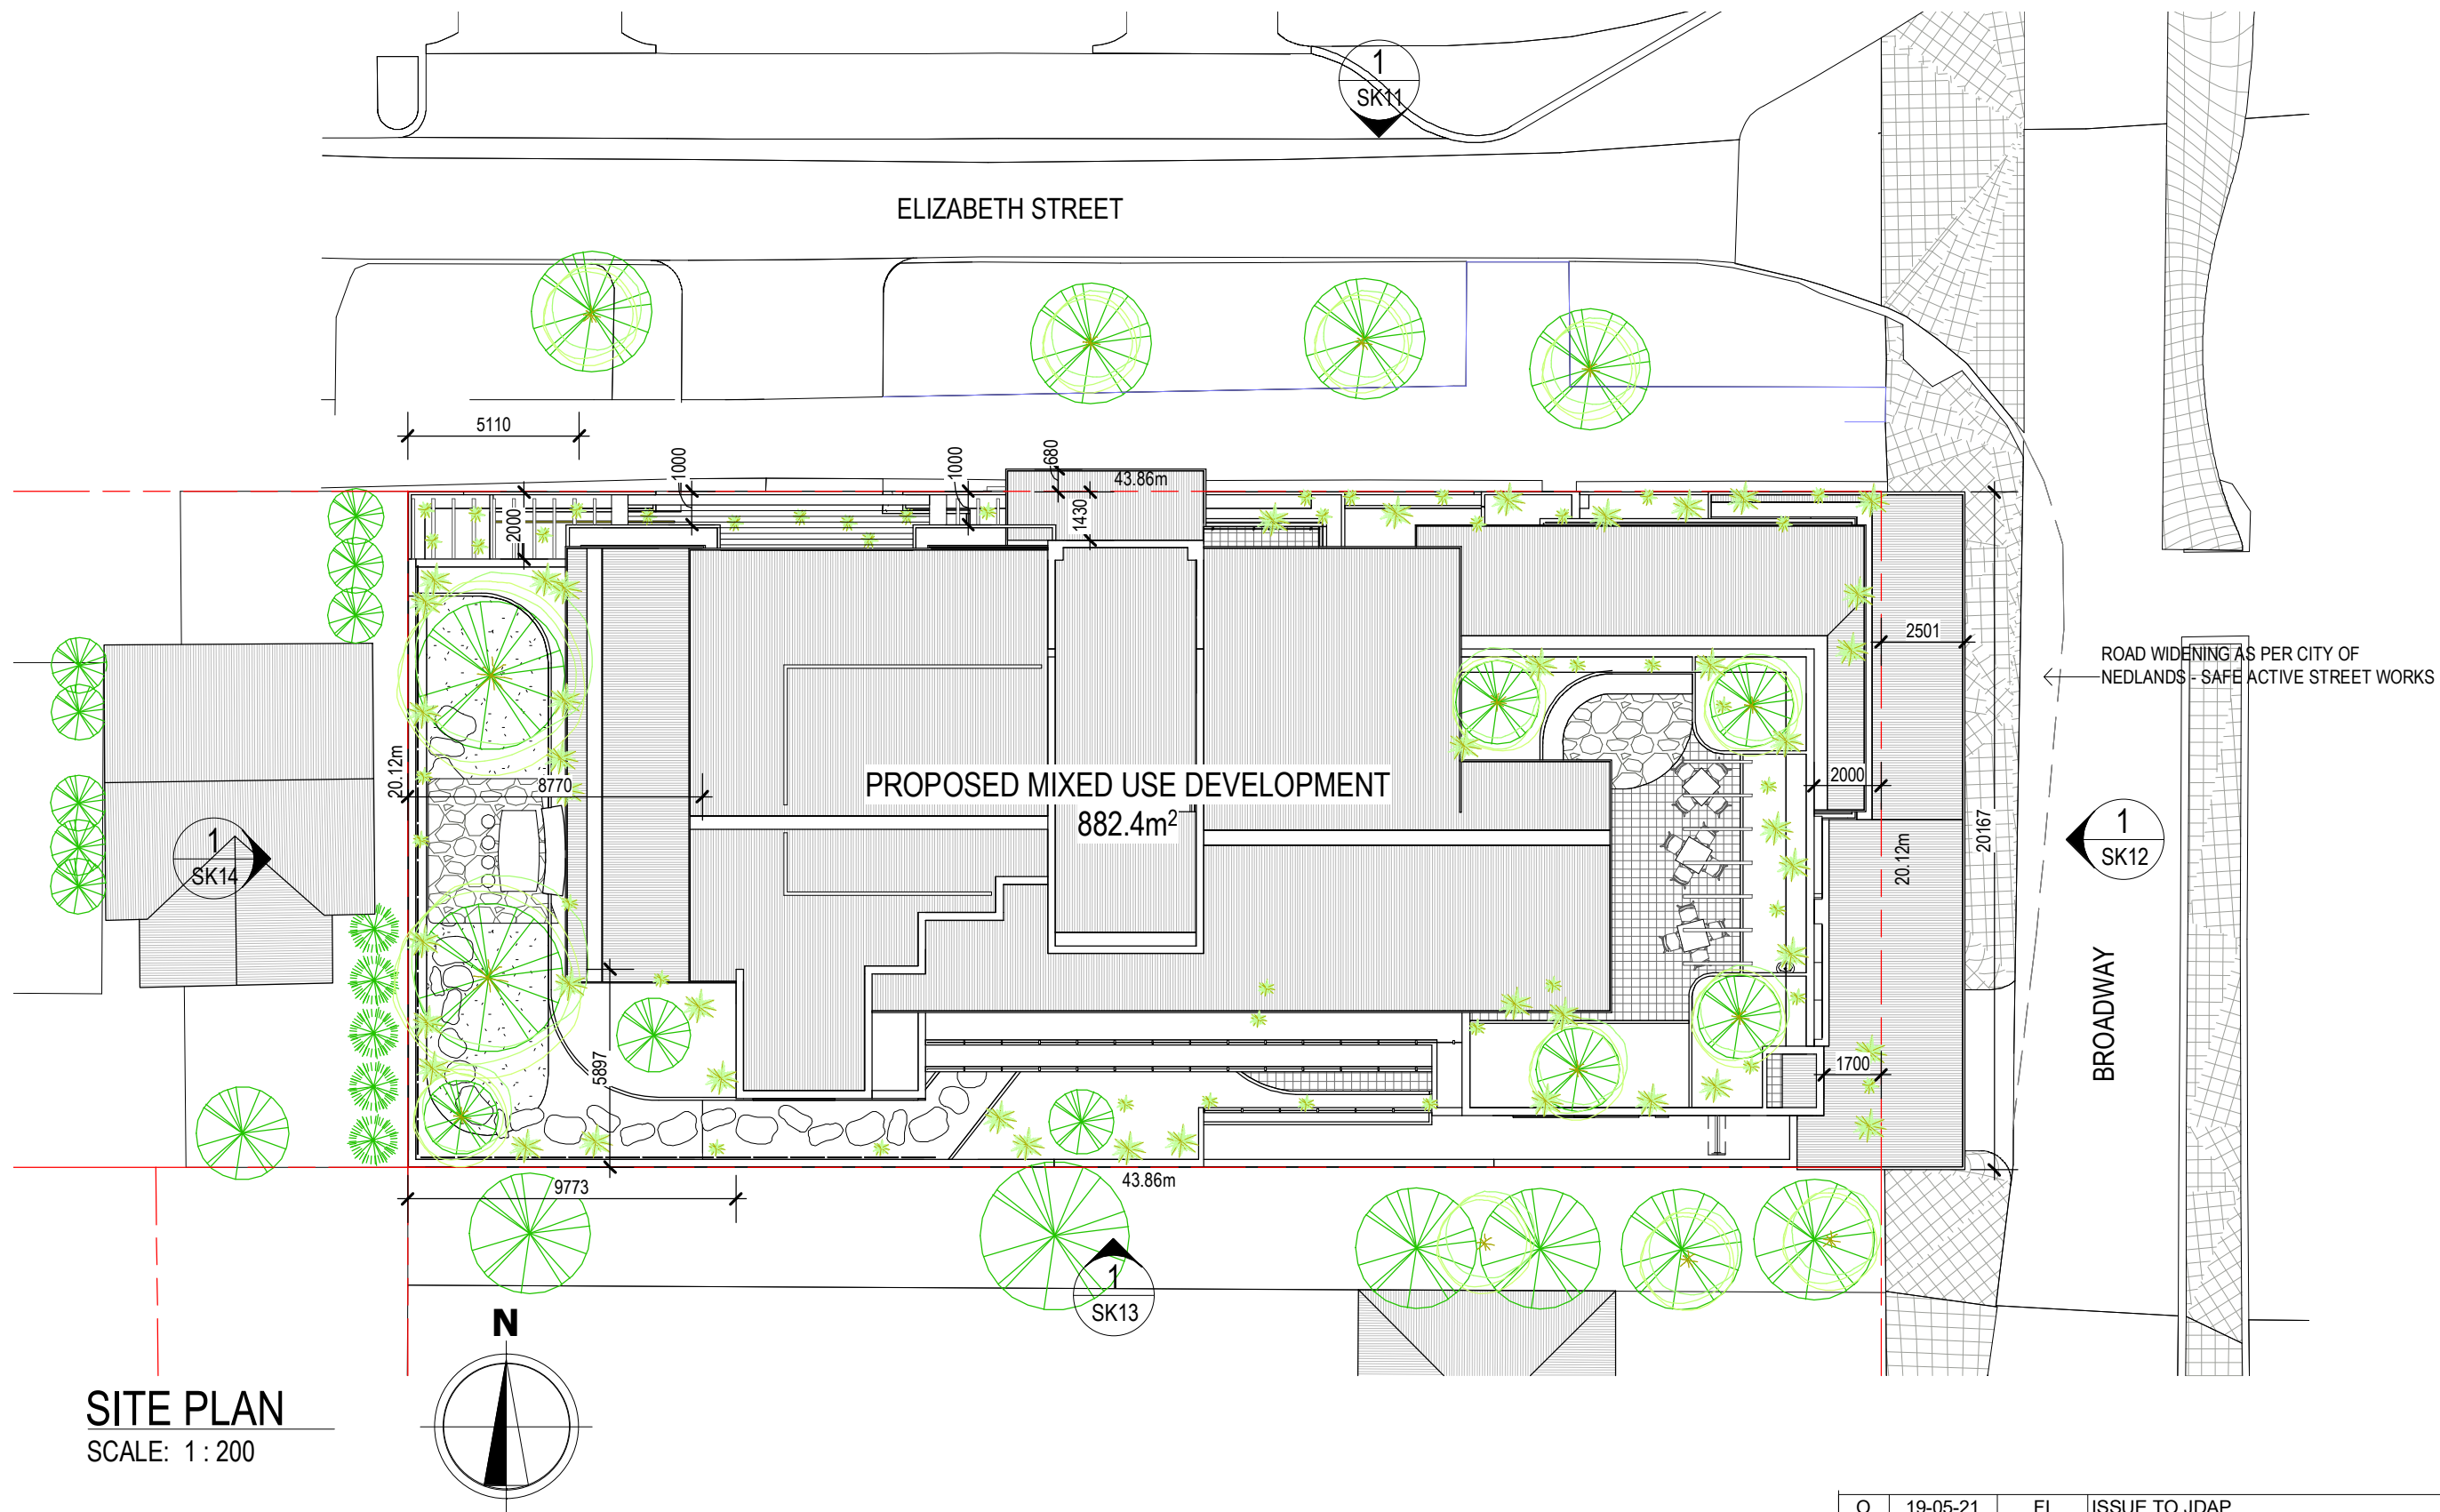 1
SK11
ELIZABETH STREET
5110
1000
1000
680
43.86m
2000
1430
2501
ROAD WIDENING AS PER CITY OF
NEDLANDS - SAFE ACTIVE STREET WORKS
20.12m
8770
PROPOSED MIXED USE DEVELOPMENT
882.4m²
2000
20167
1
SK14
1
SK12
20.12m
BROADWAY
5897
1700
9773
43.86m
1
SK13
N
SITE PLAN
SCALE: 1 : 200
19-05-21
ISSUE TO JDAP